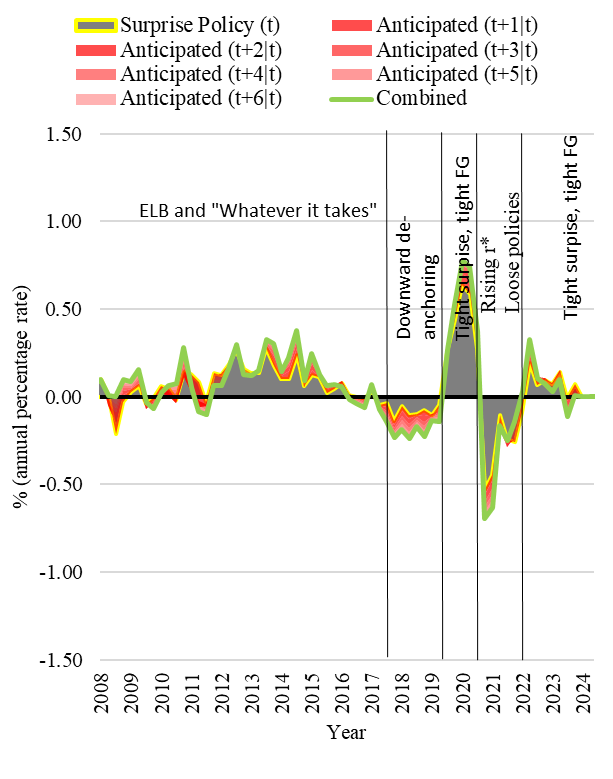 Surprise Policy (t)
Anticipated (t+1|t)
Anticipated (t+2|t)
Anticipated (t+3|t)
Anticipated (t+4|t)
Anticipated (t+5|t)
Anticipated (t+6|t)
Combined
1.50
1.00
0.50
0.00
-0.50
-1.00
-1.50
% (annual percentage rate)
ELB and "Whatever it takes"
Downward de-
anchoring
Tight surprise, tight FG
Rising r*
Loose policies
Tight surpise, tight FG
2008
2009
2010
2011
2012
2013
2014
2015
2016
2017
2018
2019
2020
2021
2022
2023
2024
Year